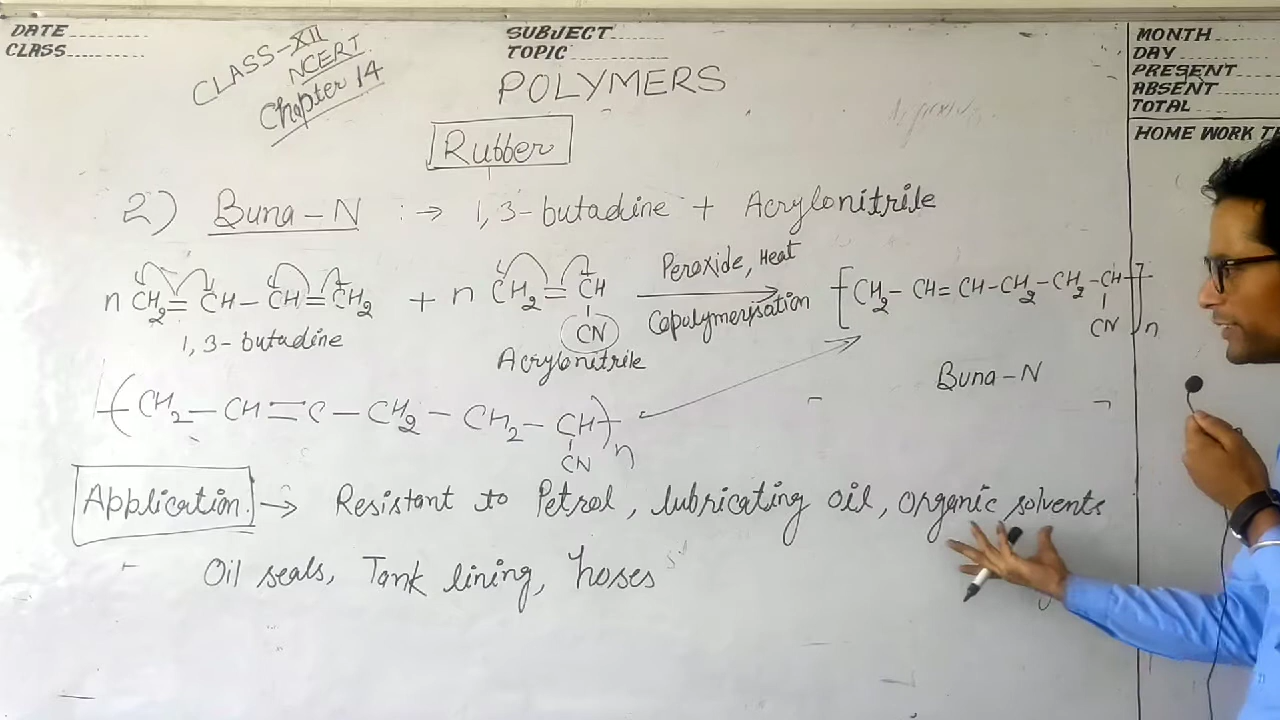 DATE
CLASS
CLASS-XII
NCERT
Chapter 14
SUBJECT
TOPIC
POLYMERS
MONTH
DAY
PRESENT
ABSENT
TOTAL
HOME WORK
Rubber
2) Buna-N :→ 1,3-butadine + Acrylonitrile
n CH₂=CH-CH=CH₂ + n CH₂=CH Peroxide, Heat [CH₂-CH=CH-CH₂-CH₂-CH]n
CN Copolymerisation CN
1,3-butadine Acrylonitrile
Buna-N
(CH₂-CH=C-CH₂-CH₂-CH)n
CN
Application → Resistant to Petrol, lubricating oil, organic solvents
Oil seals, Tank lining, hoses